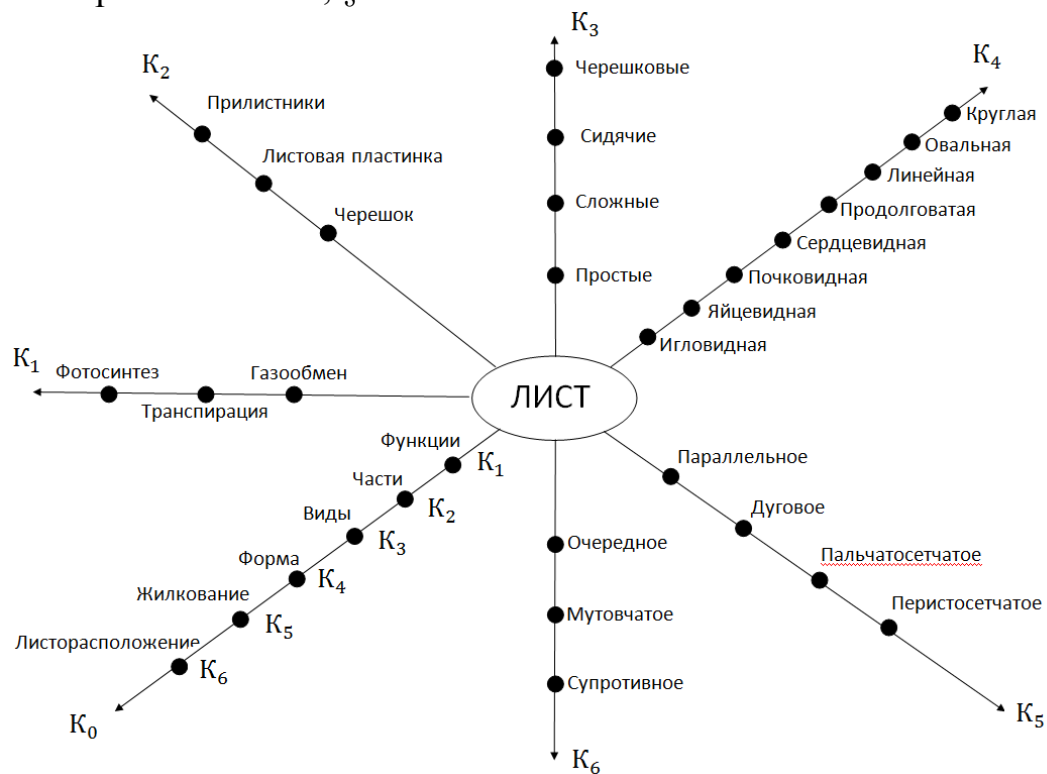 К₃
К₂
К₄
Черешковые
Прилистники
Круглая
Сидячие
Овальная
Листовая пластинка
Линейная
Сложные
Продолговатая
Черешок
Сердцевидная
Простые
Почковидная
Яйцевидная
Игловидная
К₁
Фотосинтез
Газообмен
Транспирация
ЛИСТ
Функции
К₁
Параллельное
Части
К₂
Дуговое
Виды
К₃
Очередное
Пальчатосетчатое
Форма
К₄
Жилкование
К₅
Мутовчатое
Перистосетчатое
Листорасположение
К₆
Супротивное
К₀
К₅
К₆